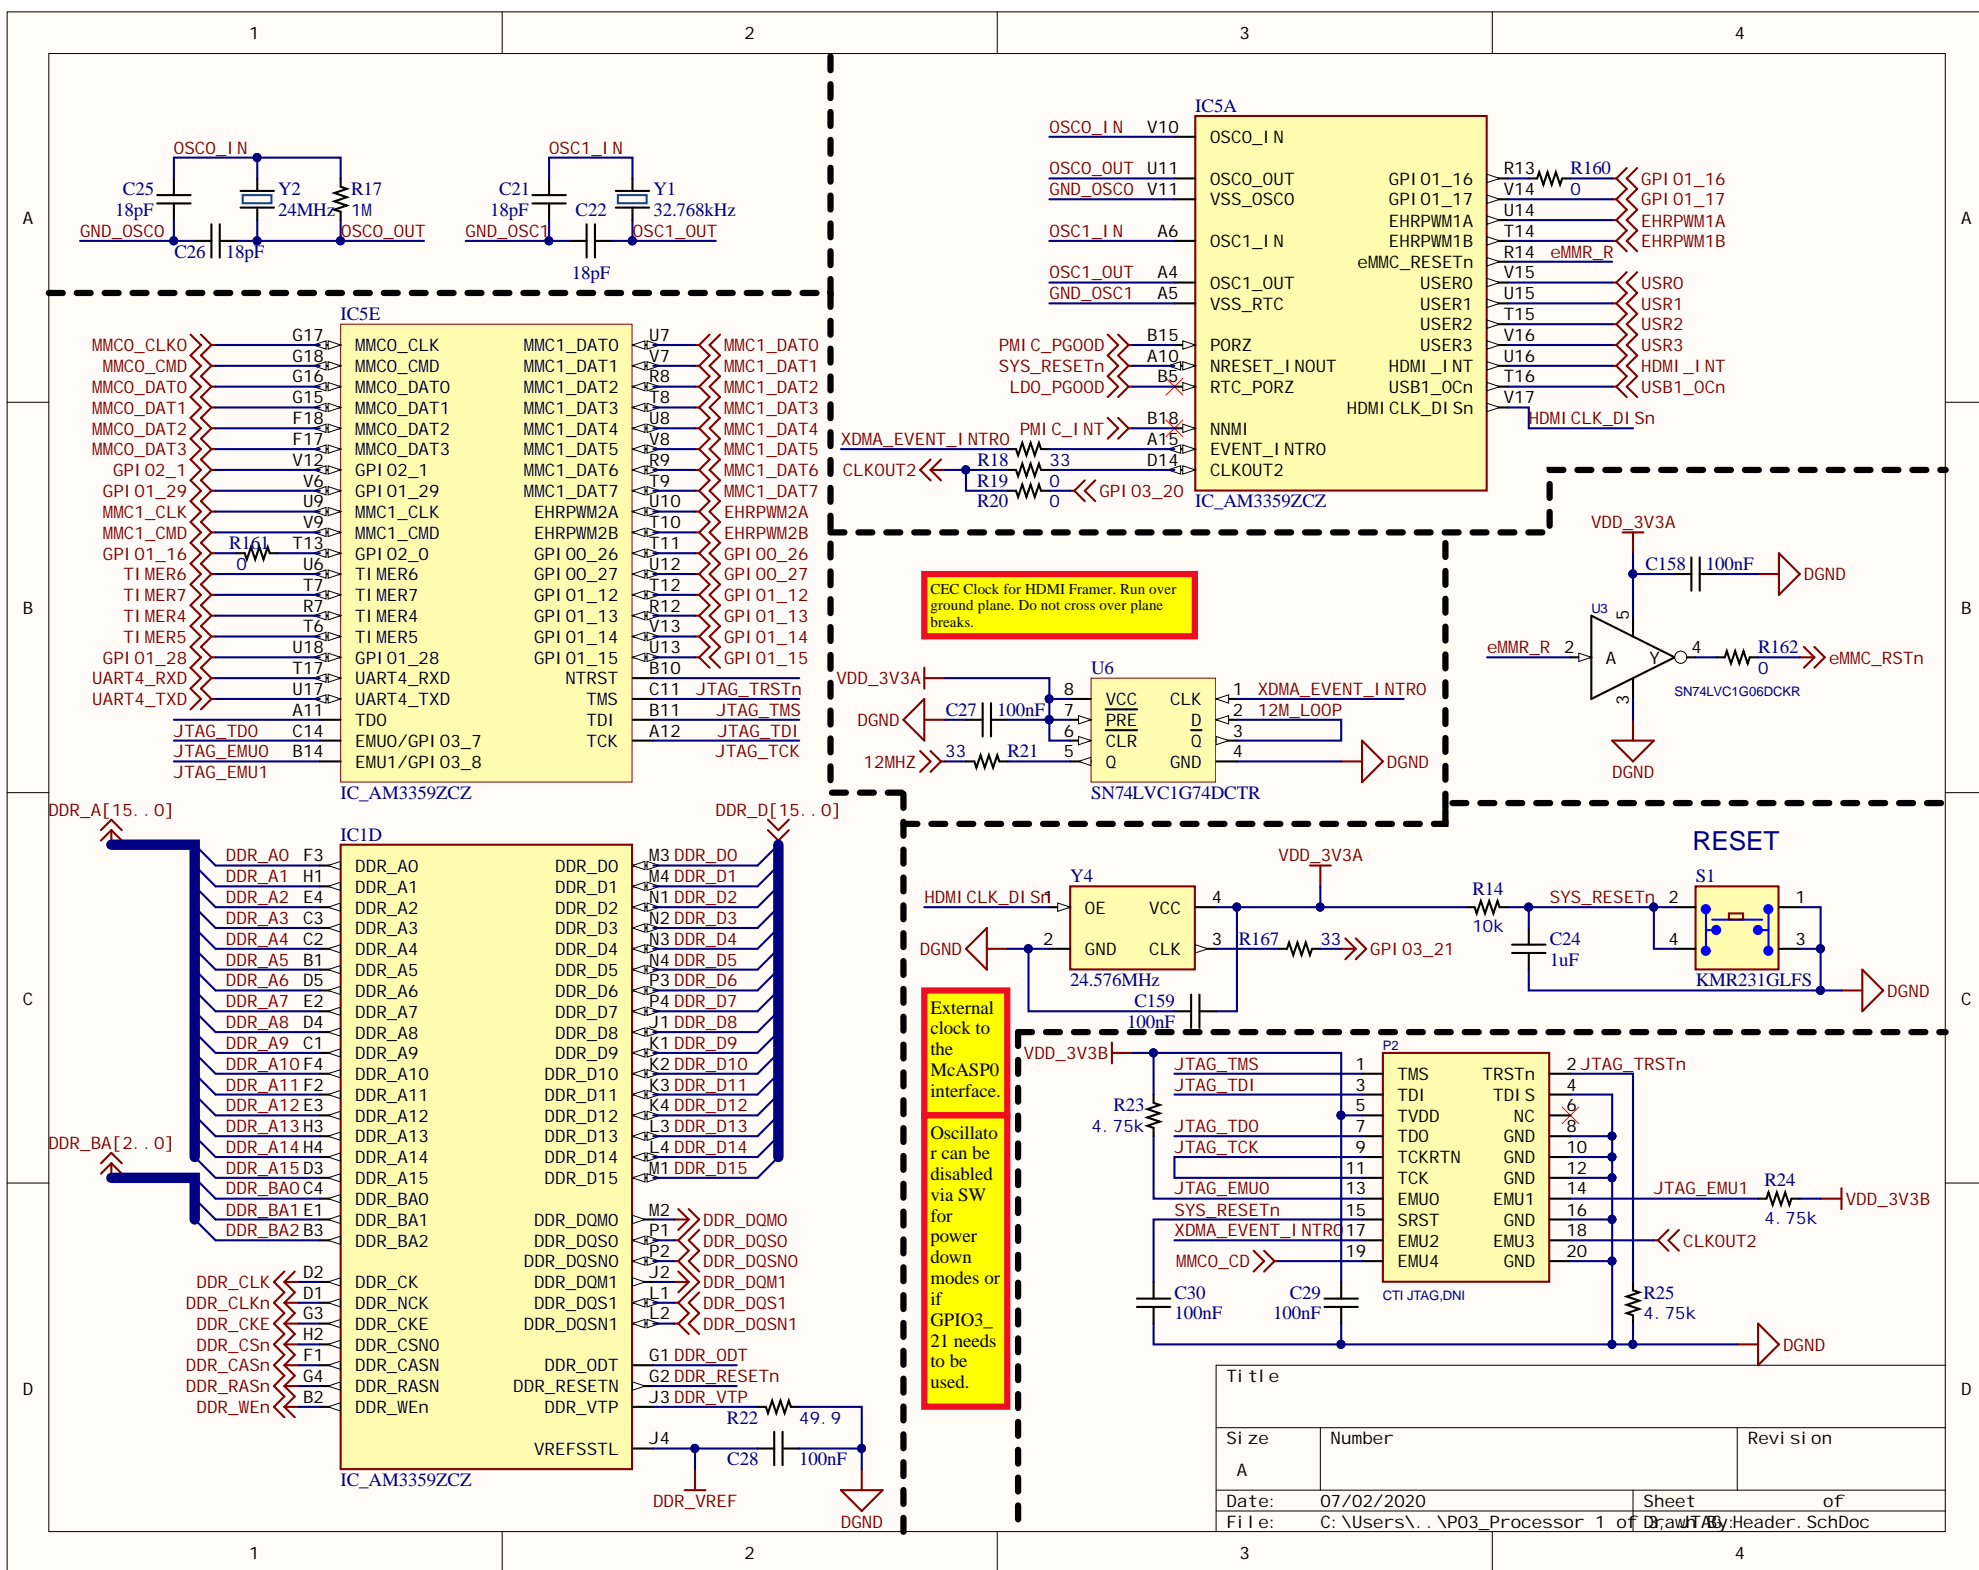 1 2 3 4
A
B
C
D
OSC0_IN
C25
18pF
Y2
24MHz
R17
1M
GND_OSC0
C26 18pF
OSC0_OUT
OSC1_IN
C21
18pF
C22
18pF
Y1
32.768kHz
GND_OSC1
OSC1_OUT
IC5A
OSC0_IN V10 OSC0_IN
OSC0_OUT U11 OSC0_OUT
GND_OSC0 V11 VSS_OSC0
OSC1_IN A6 OSC1_IN
OSC1_OUT A4 OSC1_OUT
GND_OSC1 A5 VSS_RTC
PMIC_PGOOD B15 PORZ
SYS_RESETn A10 NRESET_INOUT
LDO_PGOOD B5 RTC_PORZ
PMIC_INT B18 NNMI
XDMA_EVENT_INTR0 A15 EVENT_INTR0
CLKOUT2 R18 33 D14 CLKOUT2
R19 0
R20 0 GPIO3_20
GPIO1_16 R13 R160 0 GPIO1_16
GPIO1_17 V14 GPIO1_17
EHRPWM1A U14 EHRPWM1A
EHRPWM1B T14 EHRPWM1B
eMMC_RESETn R14 eMMR_R
USER0 V15 USR0
USER1 U15 USR1
USER2 T15 USR2
USER3 V16 USR3
HDMI_INT U16 HDMI_INT
USB1_OCn T16 USB1_OCn
HDMICLK_DISn V17 HDMICLK_DISn
IC_AM3359ZCZ
IC5E
MMC0_CLKO G17 MMC0_CLK
MMC0_CMD G18 MMC0_CMD
MMC0_DAT0 G16 MMC0_DAT0
MMC0_DAT1 G15 MMC0_DAT1
MMC0_DAT2 F18 MMC0_DAT2
MMC0_DAT3 F17 MMC0_DAT3
GPIO2_1 V12 GPIO2_1
GPIO1_29 V6 GPIO1_29
MMC1_CLK U9 MMC1_CLK
MMC1_CMD V9 MMC1_CMD
GPIO1_16 R161 0 T13 GPIO2_0
TIMER6 U6 TIMER6
TIMER7 T7 TIMER7
TIMER4 R7 TIMER4
TIMER5 T6 TIMER5
GPIO1_28 U18 GPIO1_28
UART4_RXD T17 UART4_RXD
UART4_TXD U17 UART4_TXD
JTAG_TDO A11 TDO
JTAG_EMU0 C14 EMU0/GPIO3_7
JTAG_EMU1 B14 EMU1/GPIO3_8
MMC1_DAT0 U7 MMC1_DAT0
MMC1_DAT1 V7 MMC1_DAT1
MMC1_DAT2 R8 MMC1_DAT2
MMC1_DAT3 T8 MMC1_DAT3
MMC1_DAT4 U8 MMC1_DAT4
MMC1_DAT5 V8 MMC1_DAT5
MMC1_DAT6 R9 MMC1_DAT6
MMC1_DAT7 T9 MMC1_DAT7
EHRPWM2A U10 EHRPWM2A
EHRPWM2B T10 EHRPWM2B
GPIO0_26 T11 GPIO0_26
GPIO0_27 U12 GPIO0_27
GPIO1_12 T12 GPIO1_12
GPIO1_13 R12 GPIO1_13
GPIO1_14 V13 GPIO1_14
GPIO1_15 U13 GPIO1_15
NTRST B10 JTAG_TRSTn
TMS C11 JTAG_TMS
TDI B11 JTAG_TDI
TCK A12 JTAG_TCK
IC_AM3359ZCZ
CEC Clock for HDMI Framer. Run over
ground plane. Do not cross over plane
breaks.
U6
VDD_3V3A 8 VCC
DGND C27 100nF 7 PRE
6 CLR
12MHZ 33 R21 5 Q
CLK 1 XDMA_EVENT_INTR0
D 2 12M_LOOP
Q 3
GND 4 DGND
SN74LVC1G74DCTR
VDD_3V3A
C158 100nF DGND
U3
5
eMMR_R 2 A Y 4 R162 0 eMMC_RSTn
SN74LVC1G06DCKR
3
DGND
DDR_A[15..0]
DDR_D[15..0]
DDR_BA[2..0]
IC1D
DDR_A0 F3 DDR_A0
DDR_A1 H1 DDR_A1
DDR_A2 E4 DDR_A2
DDR_A3 C3 DDR_A3
DDR_A4 C2 DDR_A4
DDR_A5 B1 DDR_A5
DDR_A6 D5 DDR_A6
DDR_A7 E2 DDR_A7
DDR_A8 D4 DDR_A8
DDR_A9 C1 DDR_A9
DDR_A10 F4 DDR_A10
DDR_A11 F2 DDR_A11
DDR_A12 E3 DDR_A12
DDR_A13 H3 DDR_A13
DDR_A14 H4 DDR_A14
DDR_A15 D3 DDR_A15
DDR_BA0 C4 DDR_BA0
DDR_BA1 E1 DDR_BA1
DDR_BA2 B3 DDR_BA2
DDR_CLK D2 DDR_CK
DDR_CLKn D1 DDR_NCK
DDR_CKE G3 DDR_CKE
DDR_CSn H2 DDR_CSN0
DDR_CASn F1 DDR_CASN
DDR_RASn G4 DDR_RASN
DDR_WEn B2 DDR_WEn
DDR_D0 M3 DDR_D0
DDR_D1 M4 DDR_D1
DDR_D2 N1 DDR_D2
DDR_D3 N2 DDR_D3
DDR_D4 N3 DDR_D4
DDR_D5 N4 DDR_D5
DDR_D6 P3 DDR_D6
DDR_D7 P4 DDR_D7
DDR_D8 J1 DDR_D8
DDR_D9 K1 DDR_D9
DDR_D10 K2 DDR_D10
DDR_D11 K3 DDR_D11
DDR_D12 K4 DDR_D12
DDR_D13 L3 DDR_D13
DDR_D14 L4 DDR_D14
DDR_D15 M1 DDR_D15
DDR_DQM0 M2 DDR_DQM0
DDR_DQS0 P1 DDR_DQS0
DDR_DQSN0 P2 DDR_DQSN0
DDR_DQM1 J2 DDR_DQM1
DDR_DQS1 L1 DDR_DQS1
DDR_DQSN1 L2 DDR_DQSN1
DDR_ODT G1 DDR_ODT
DDR_RESETN G2 DDR_RESETn
DDR_VTP J3 DDR_VTP
R22 49.9
VREFSSTL J4
C28 100nF
DDR_VREF
DGND
IC_AM3359ZCZ
VDD_3V3A
Y4
HDMICLK_DISn 1 OE VCC 4
DGND 2 GND CLK 3 R167 33 GPIO3_21
24.576MHz
C159
100nF
RESET
R14
10k
SYS_RESETn
C24
1uF
S1
2 1
4 3
KMR231GLFS
DGND
External
clock to
the
McASP0
interface.
Oscillato
r can be
disabled
via SW
for
power
down
modes or
if
GPIO3_
21 needs
to be
used.
VDD_3V3B
R23
4.75k
P2
JTAG_TMS 1 TMS TRSTn 2 JTAG_TRSTn
JTAG_TDI 3 TDI TDIS 4
5 TVDD NC 6
JTAG_TDO 7 TDO GND 8
JTAG_TCK 9 TCKRTN GND 10
11 TCK GND 12
JTAG_EMU0 13 EMU0 EMU1 14 JTAG_EMU1 R24 4.75k VDD_3V3B
SYS_RESETn 15 SRST GND 16
XDMA_EVENT_INTR0 17 EMU2 EMU3 18 CLKOUT2
MMC0_CD 19 EMU4 GND 20
CTI JTAG,DNI
C30
100nF
C29
100nF
R25
4.75k
DGND
Title
Size Number Revision
A
Date: 07/02/2020 Sheet of
File: C:\Users\..\P03_Processor 1 of 3, JTAG Header.SchDoc Drawn By:
1 2 3 4
A
B
C
D